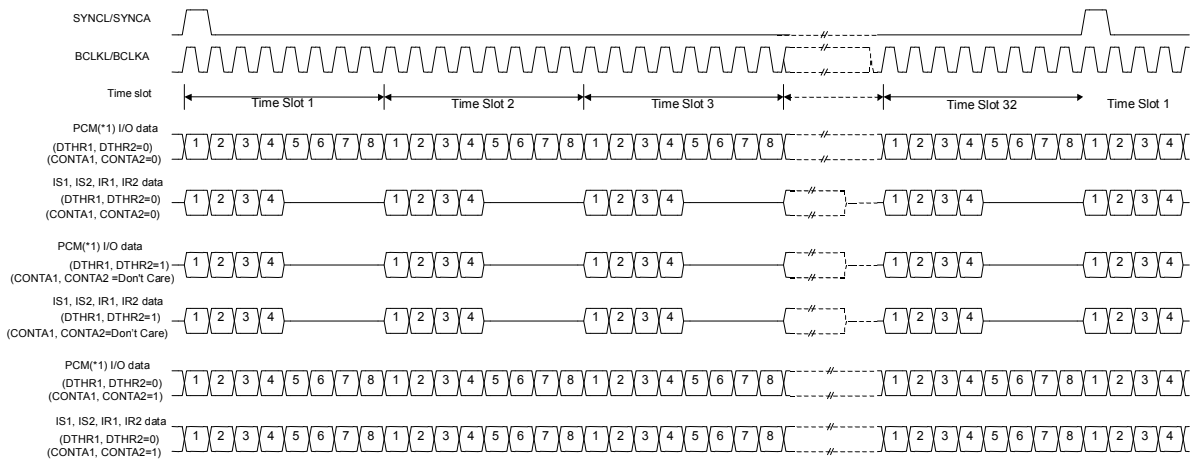 SYNCL/SYNCA
BCLKL/BCLKA
Time slot
Time Slot 1 Time Slot 2 Time Slot 3 Time Slot 32 Time Slot 1
PCM(*1) I/O data
(DTHR1, DTHR2=0)
(CONTA1, CONTA2=0)
1 2 3 4 5 6 7 8 1 2 3 4 5 6 7 8 1 2 3 4 5 6 7 8 1 2 3 4 5 6 7 8 1 2 3 4
IS1, IS2, IR1, IR2 data
(DTHR1, DTHR2=0)
(CONTA1, CONTA2=0)
1 2 3 4 1 2 3 4 1 2 3 4 1 2 3 4 1 2 3 4
PCM(*1) I/O data
(DTHR1, DTHR2=1)
(CONTA1, CONTA2 =Don't Care)
1 2 3 4 1 2 3 4 1 2 3 4 1 2 3 4 1 2 3 4
IS1, IS2, IR1, IR2 data
(DTHR1, DTHR2=1)
(CONTA1, CONTA2=Don't Care)
1 2 3 4 1 2 3 4 1 2 3 4 1 2 3 4 1 2 3 4
PCM(*1) I/O data
(DTHR1, DTHR2=0)
(CONTA1, CONTA2=1)
1 2 3 4 5 6 7 8 1 2 3 4 5 6 7 8 1 2 3 4 5 6 7 8 1 2 3 4 5 6 7 8 1 2 3 4
IS1, IS2, IR1, IR2 data
(DTHR1, DTHR2=0)
(CONTA1, CONTA2=1)
1 2 3 4 5 6 7 8 1 2 3 4 5 6 7 8 1 2 3 4 5 6 7 8 1 2 3 4 5 6 7 8 1 2 3 4